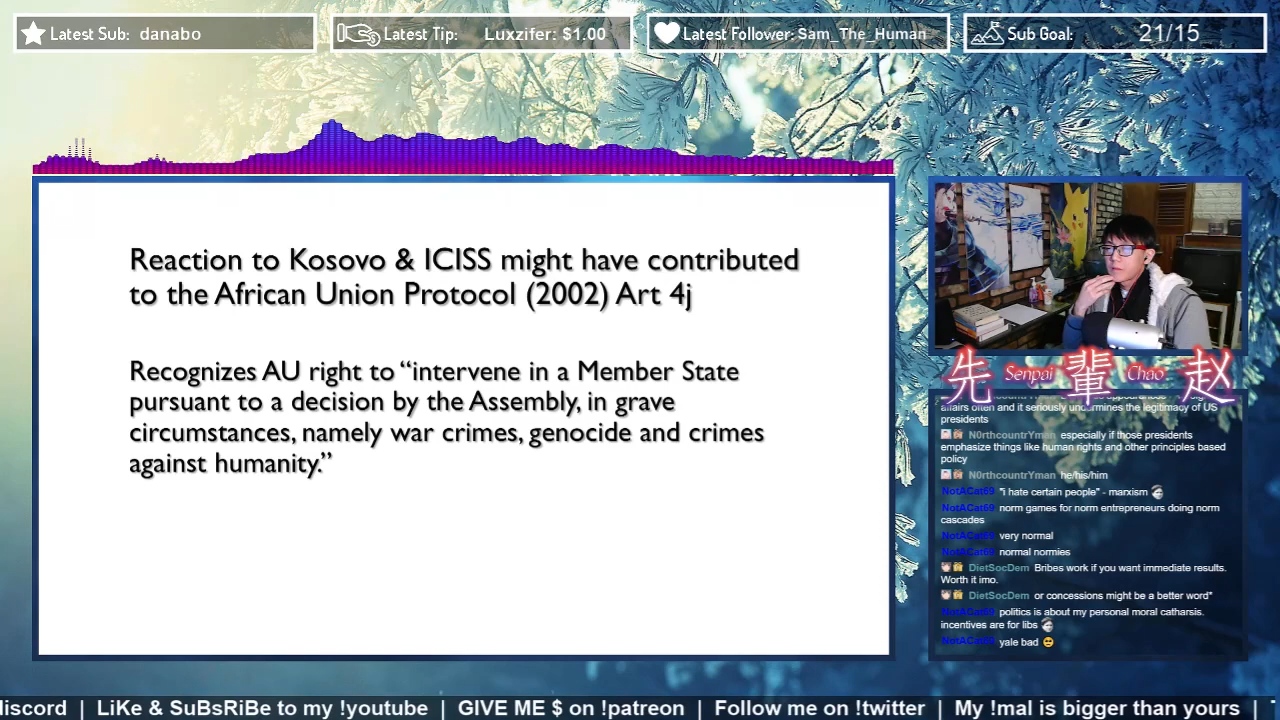 Latest Sub: danabo
Latest Tip: Luxzifer: $1.00
Latest Follower: Sam_The_Human
Sub Goal: 21/15
Reaction to Kosovo & ICISS might have contributed
to the African Union Protocol (2002) Art 4j
Recognizes AU right to “intervene in a Member State
pursuant to a decision by the Assembly, in grave
circumstances, namely war crimes, genocide and crimes
against humanity.”
先 Senpai 輩 Chao 赵
affairs often and it seriously undermines the legitimacy of US
presidents
N0rthcountrYman especially if those presidents
emphasize things like human rights and other principles based
policy
N0rthcountrYman he/his/him
NotACat69 "i hate certain people" - marxism
NotACat69 norm games for norm entrepreneurs doing norm
cascades
NotACat69 very normal
NotACat69 normal normies
DietSocDem Bribes work if you want immediate results.
Worth it imo.
DietSocDem or concessions might be a better word*
NotACat69 politics is about my personal moral catharsis.
incentives are for libs
NotACat69 yale bad
discord | LiKe & SuBsRiBe to my !youtube | GIVE ME $ on !patreon | Follow me on !twitter | My !mal is bigger than yours |